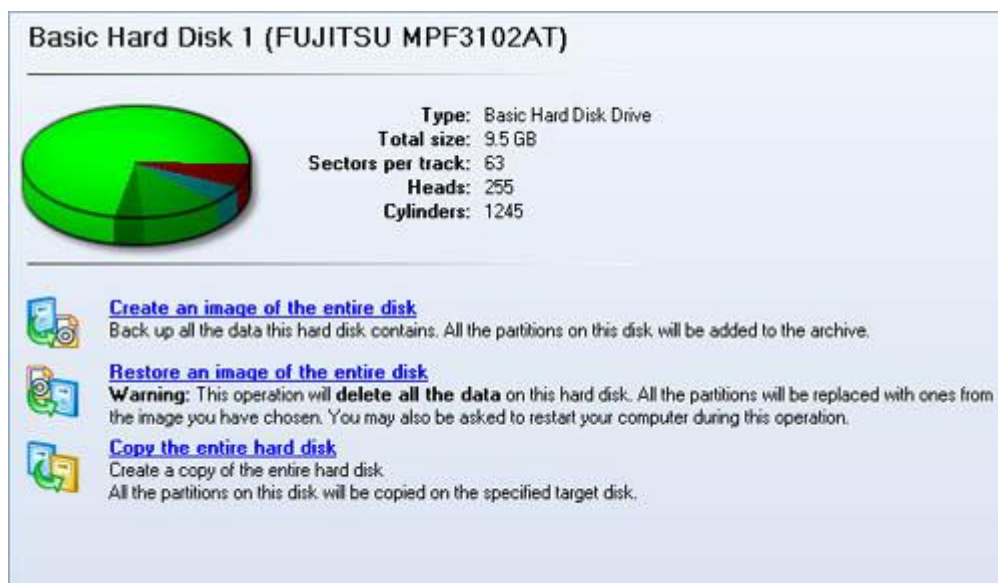 Basic Hard Disk 1 (FUJITSU MPF3102AT)
Type: Basic Hard Disk Drive
Total size: 9.5 GB
Sectors per track: 63
Heads: 255
Cylinders: 1245
Create an image of the entire disk
Back up all the data this hard disk contains. All the partitions on this disk will be added to the archive.
Restore an image of the entire disk
Warning: This operation will delete all the data on this hard disk. All the partitions will be replaced with ones from
the image you have chosen. You may also be asked to restart your computer during this operation.
Copy the entire hard disk
Create a copy of the entire hard disk
All the partitions on this disk will be copied on the specified target disk.